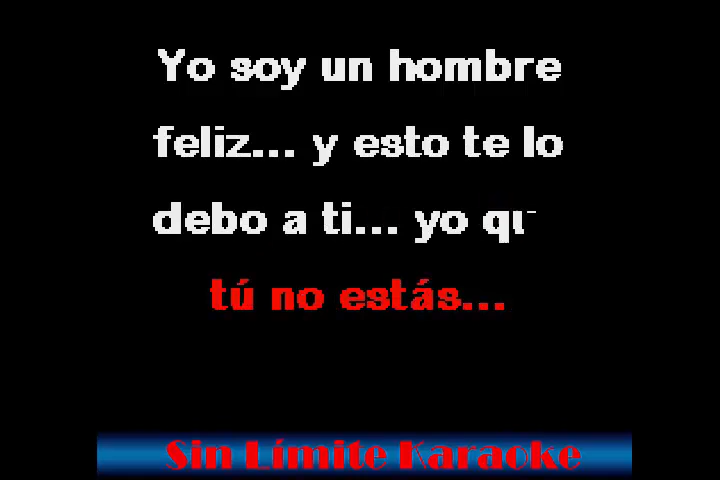 Yo soy un hombre
feliz... y esto te lo
debo a ti... yo
tú no estás...
Sin Límite Karaoke